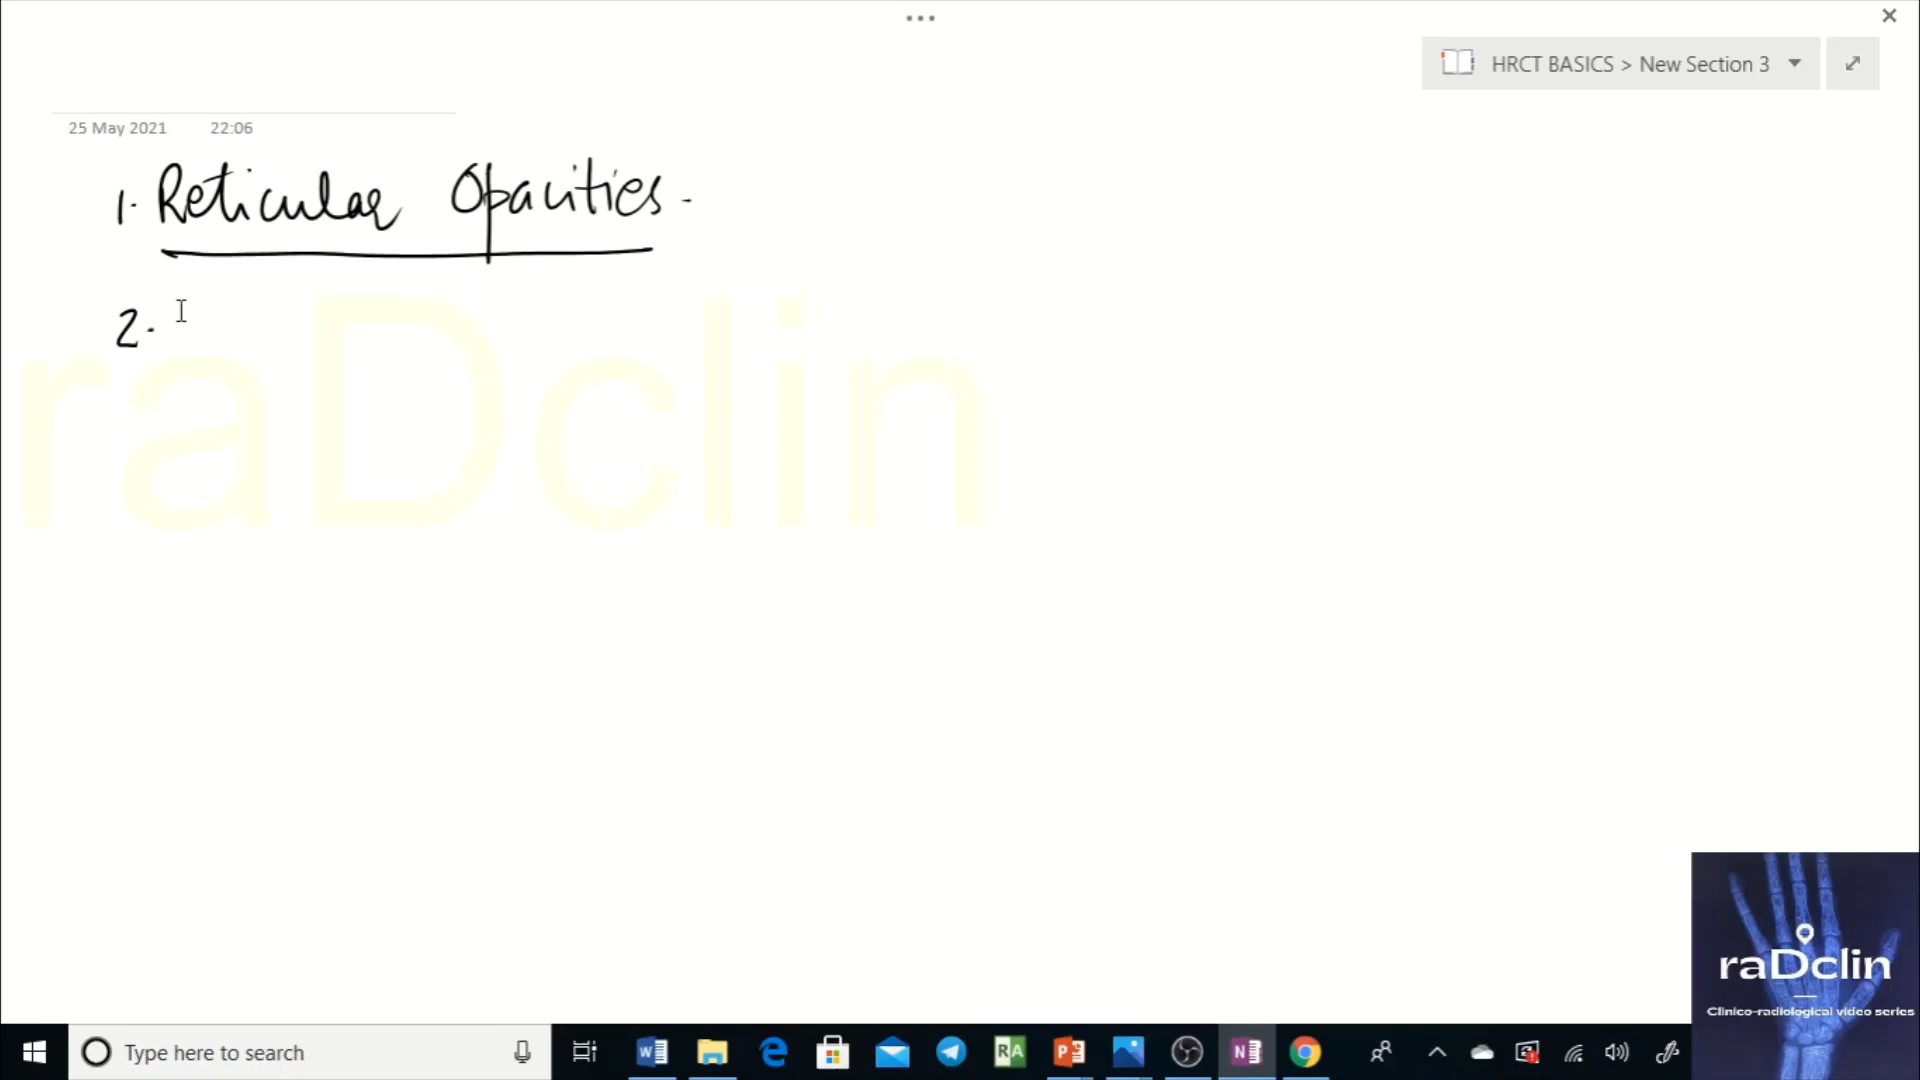 HRCT BASICS > New Section 3
25 May 2021 22:06
1. Reticular Opacities.
2.
raDclin
raDclin
Clinico-radiological video series
Type here to search
W
RA
P
N